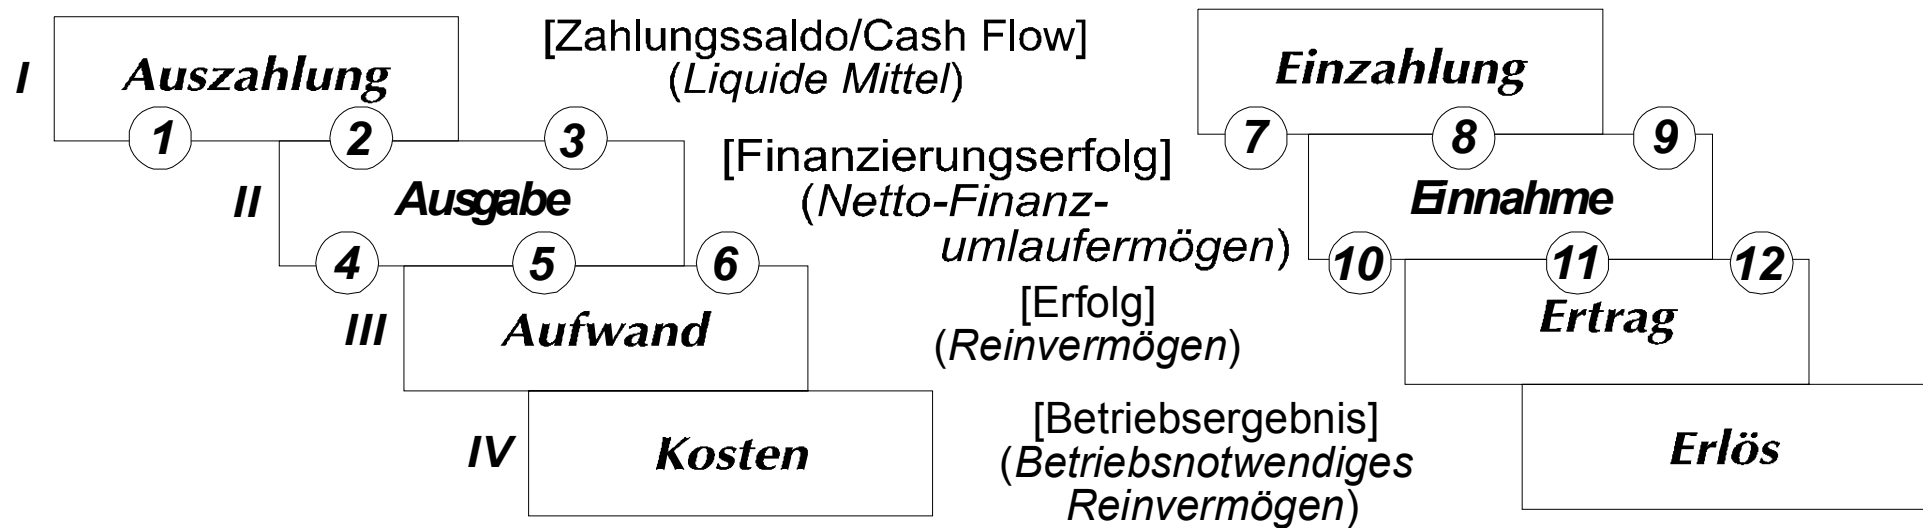 I
Auszahlung
[Zahlungssaldo/Cash Flow]
(Liquide Mittel)
Einzahlung
1 2 3
7 8 9
II
Ausgabe
[Finanzierungserfolg]
(Netto-Finanz-
umlaufermögen)
Einnahme
4 5 6
10 11 12
III
Aufwand
[Erfolg]
(Reinvermögen)
Ertrag
IV
Kosten
[Betriebsergebnis]
(Betriebsnotwendiges
Reinvermögen)
Erlös